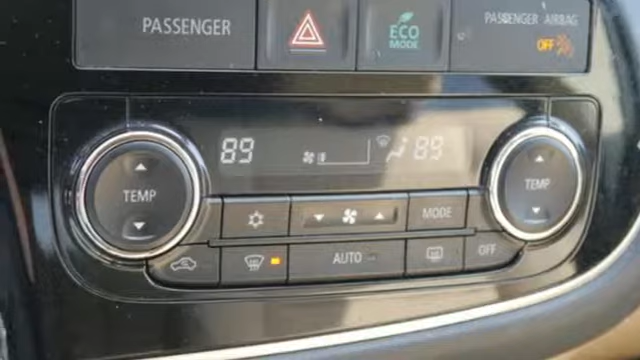 PASSENGER
ECO
MODE
PASSENGER AIRBAG
OFF
89
89
TEMP
TEMP
MODE
AUTO
OFF